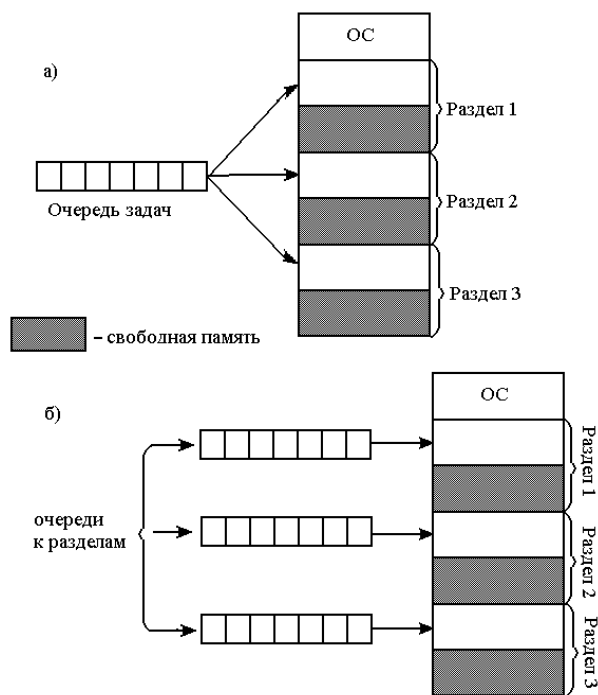 а)
ОС
Раздел 1
Раздел 2
Раздел 3
Очередь задач
– свободная память
б)
ОС
очереди
к разделам
Раздел 1
Раздел 2
Раздел 3